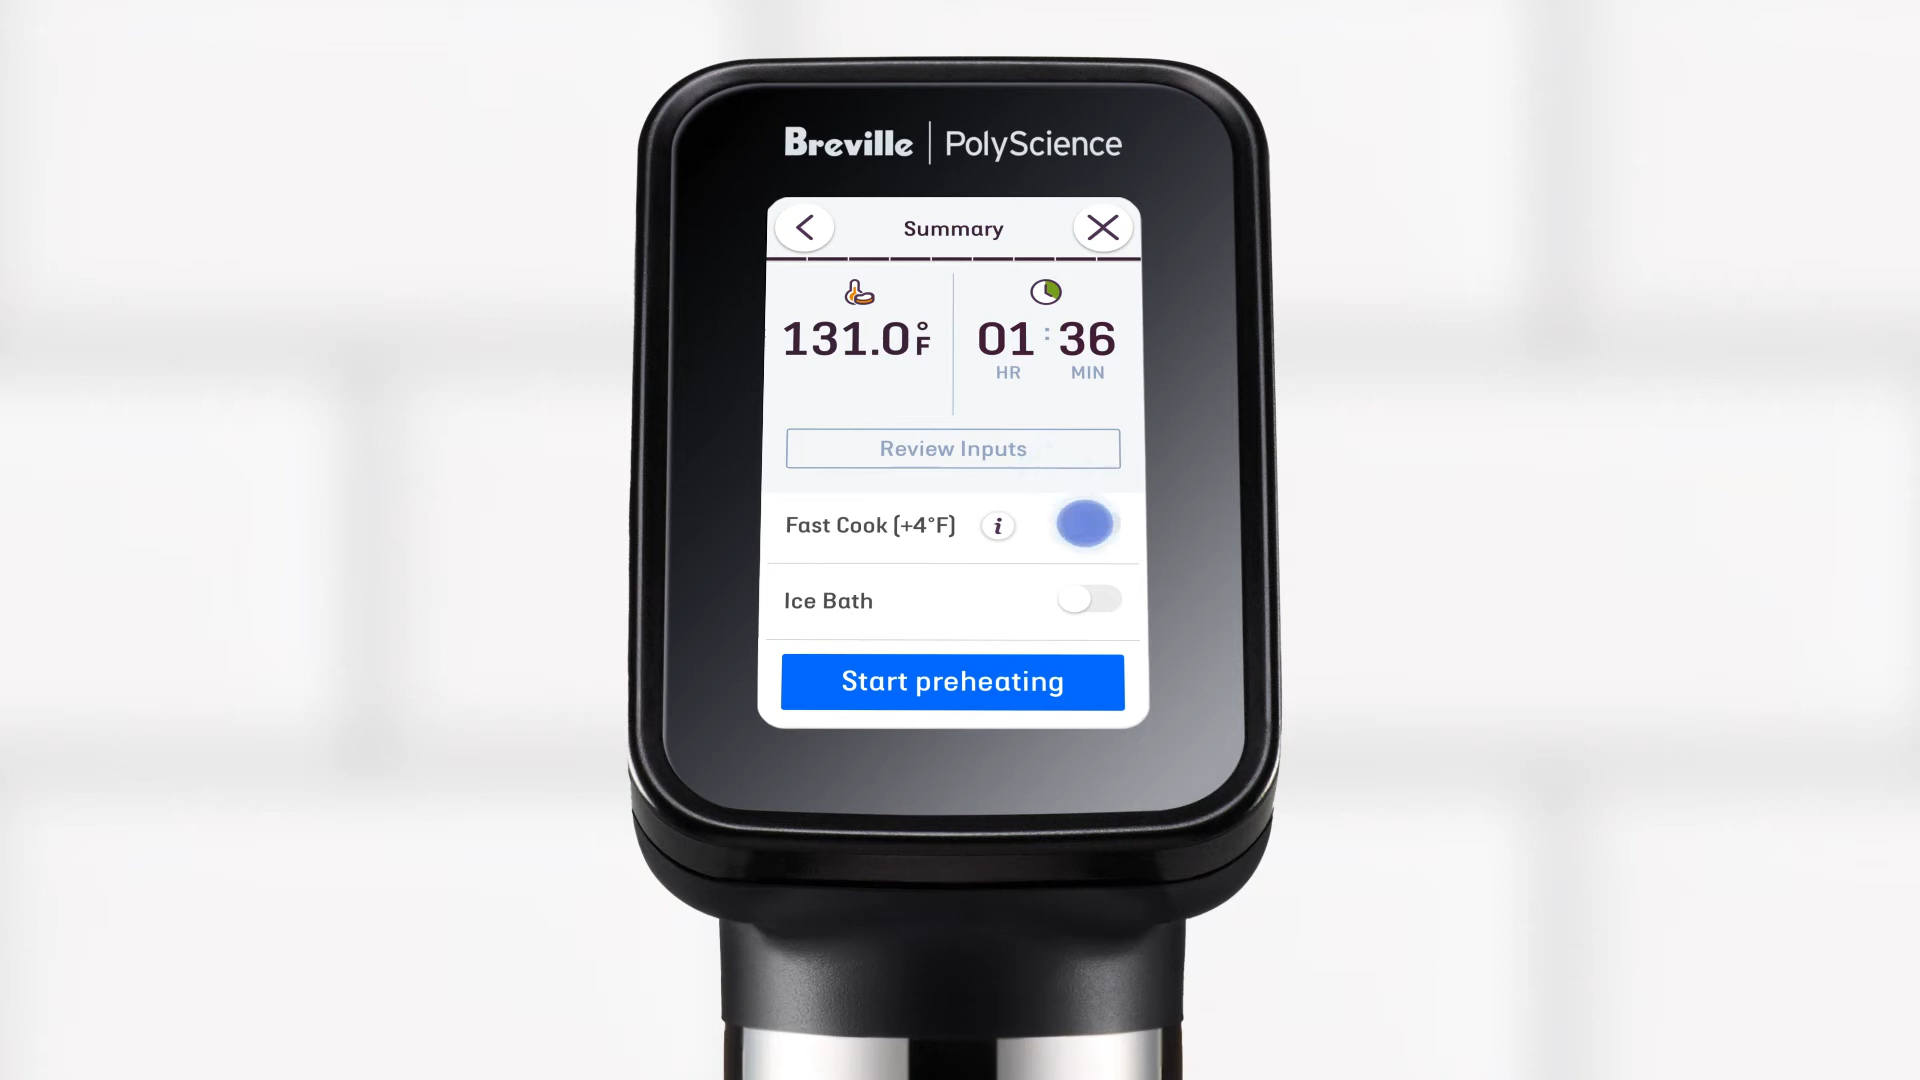 Breville | PolyScience
Summary
131.0°F
01 : 36
HR MIN
Review Inputs
Fast Cook (+4°F) i
Ice Bath
Start preheating